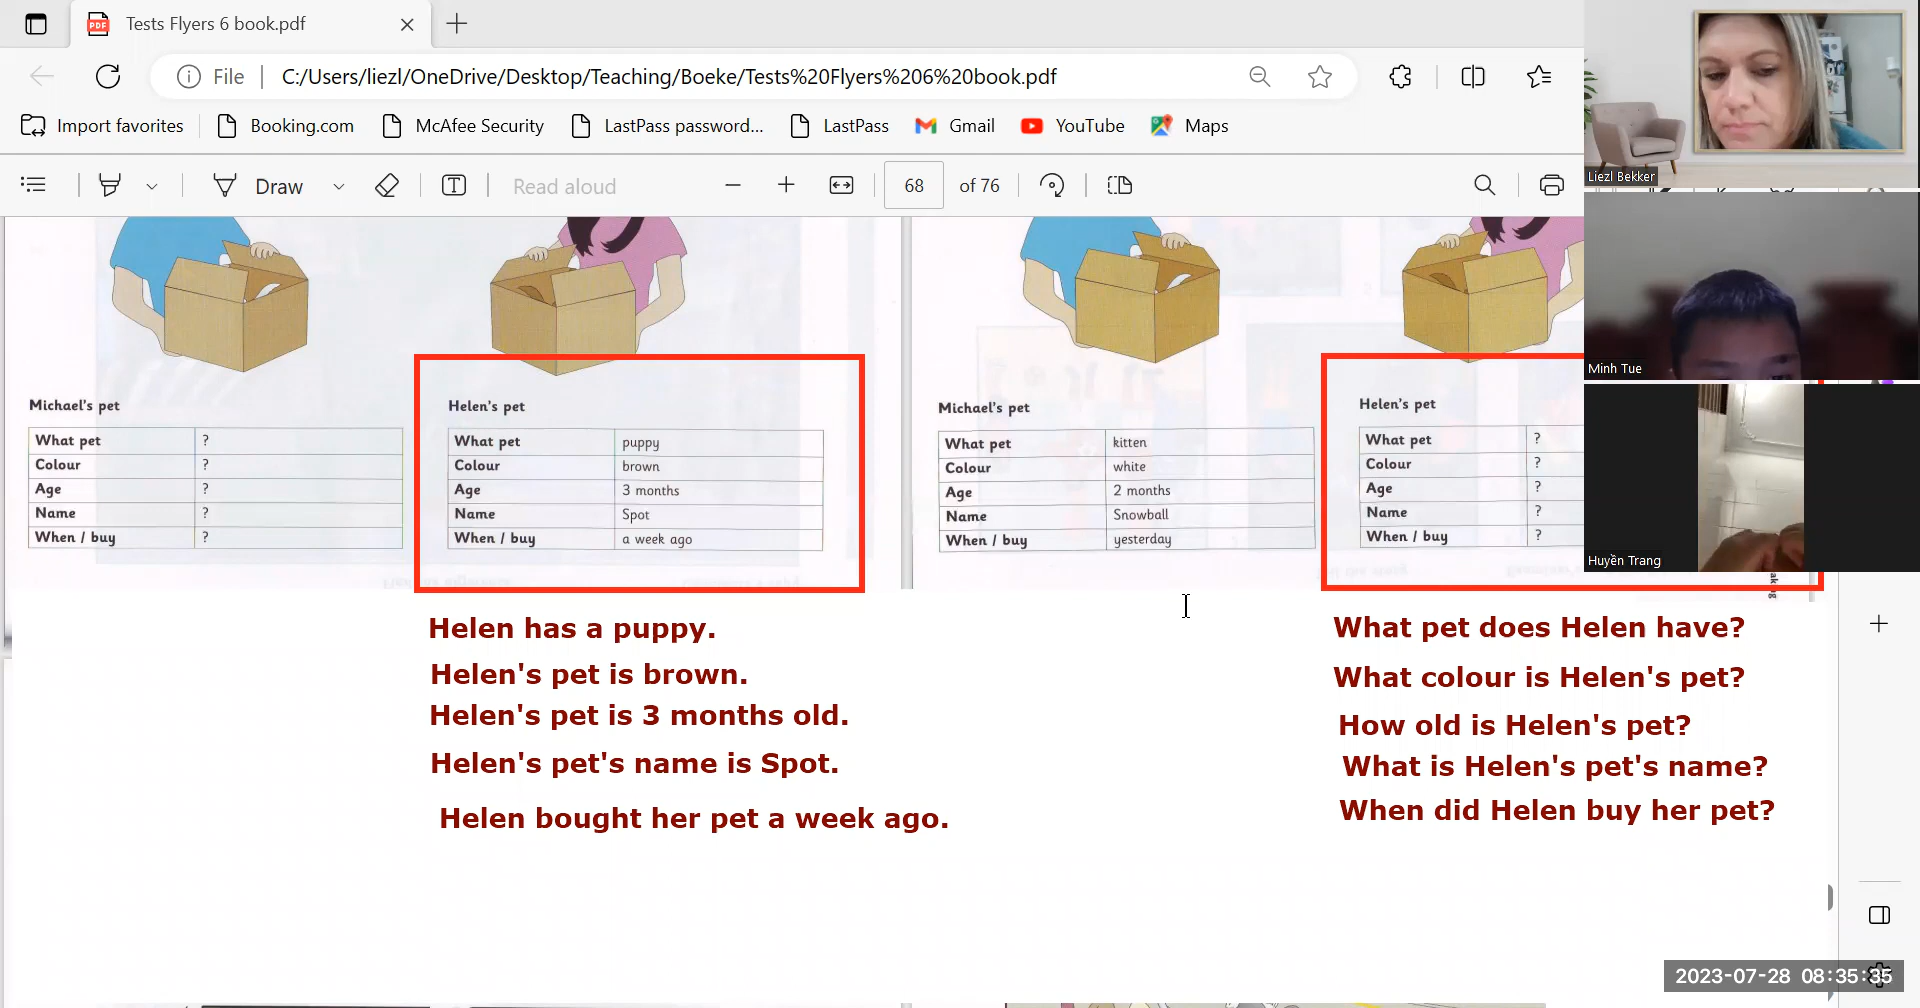 Tests Flyers 6 book.pdf
File
C:/Users/liezl/OneDrive/Desktop/Teaching/Boeke/Tests%20Flyers%206%20book.pdf
Import favorites
Booking.com
McAfee Security
LastPass password...
LastPass
Gmail
YouTube
Maps
Draw
Read aloud
68
of 76
Liezl Bekker
Minh Tue
Huyền Trang
Michael's pet
What pet ?
Colour ?
Age ?
Name ?
When / buy ?
Helen's pet
What pet puppy
Colour brown
Age 3 months
Name Spot
When / buy a week ago
Michael's pet
What pet kitten
Colour white
Age 2 months
Name Snowball
When / buy yesterday
Helen's pet
What pet ?
Colour ?
Age ?
Name ?
When / buy ?
Helen has a puppy.
Helen's pet is brown.
Helen's pet is 3 months old.
Helen's pet's name is Spot.
Helen bought her pet a week ago.
What pet does Helen have?
What colour is Helen's pet?
How old is Helen's pet?
What is Helen's pet's name?
When did Helen buy her pet?
2023-07-28 08:35:35